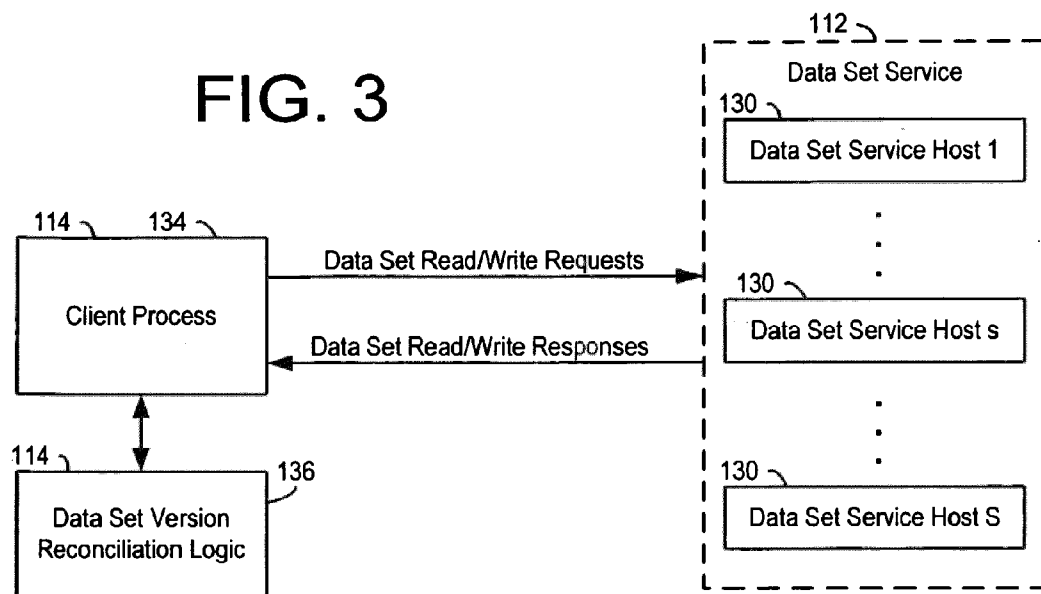 FIG. 3
112
Data Set Service
130
Data Set Service Host 1
114 134
Client Process
Data Set Read/Write Requests
Data Set Read/Write Responses
130
Data Set Service Host s
114
136
Data Set Version
Reconciliation Logic
130
Data Set Service Host S